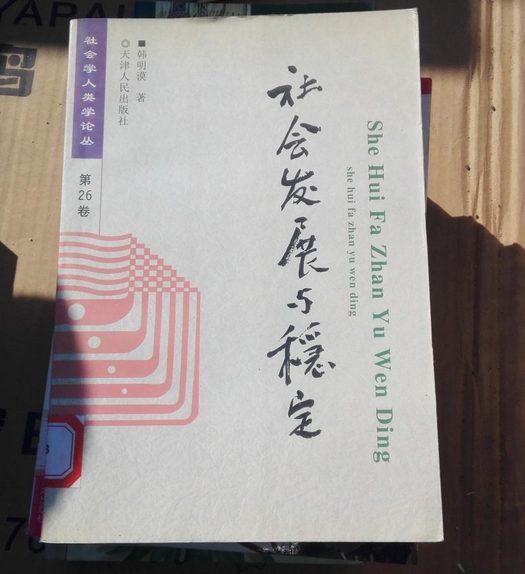 社会学人类学论丛
第26卷
■韩明谟 著
◎天津人民出版社
社会发展与稳定
She Hui Fa Zhan Yu Wen Ding
she hui fa zhan yu wen ding